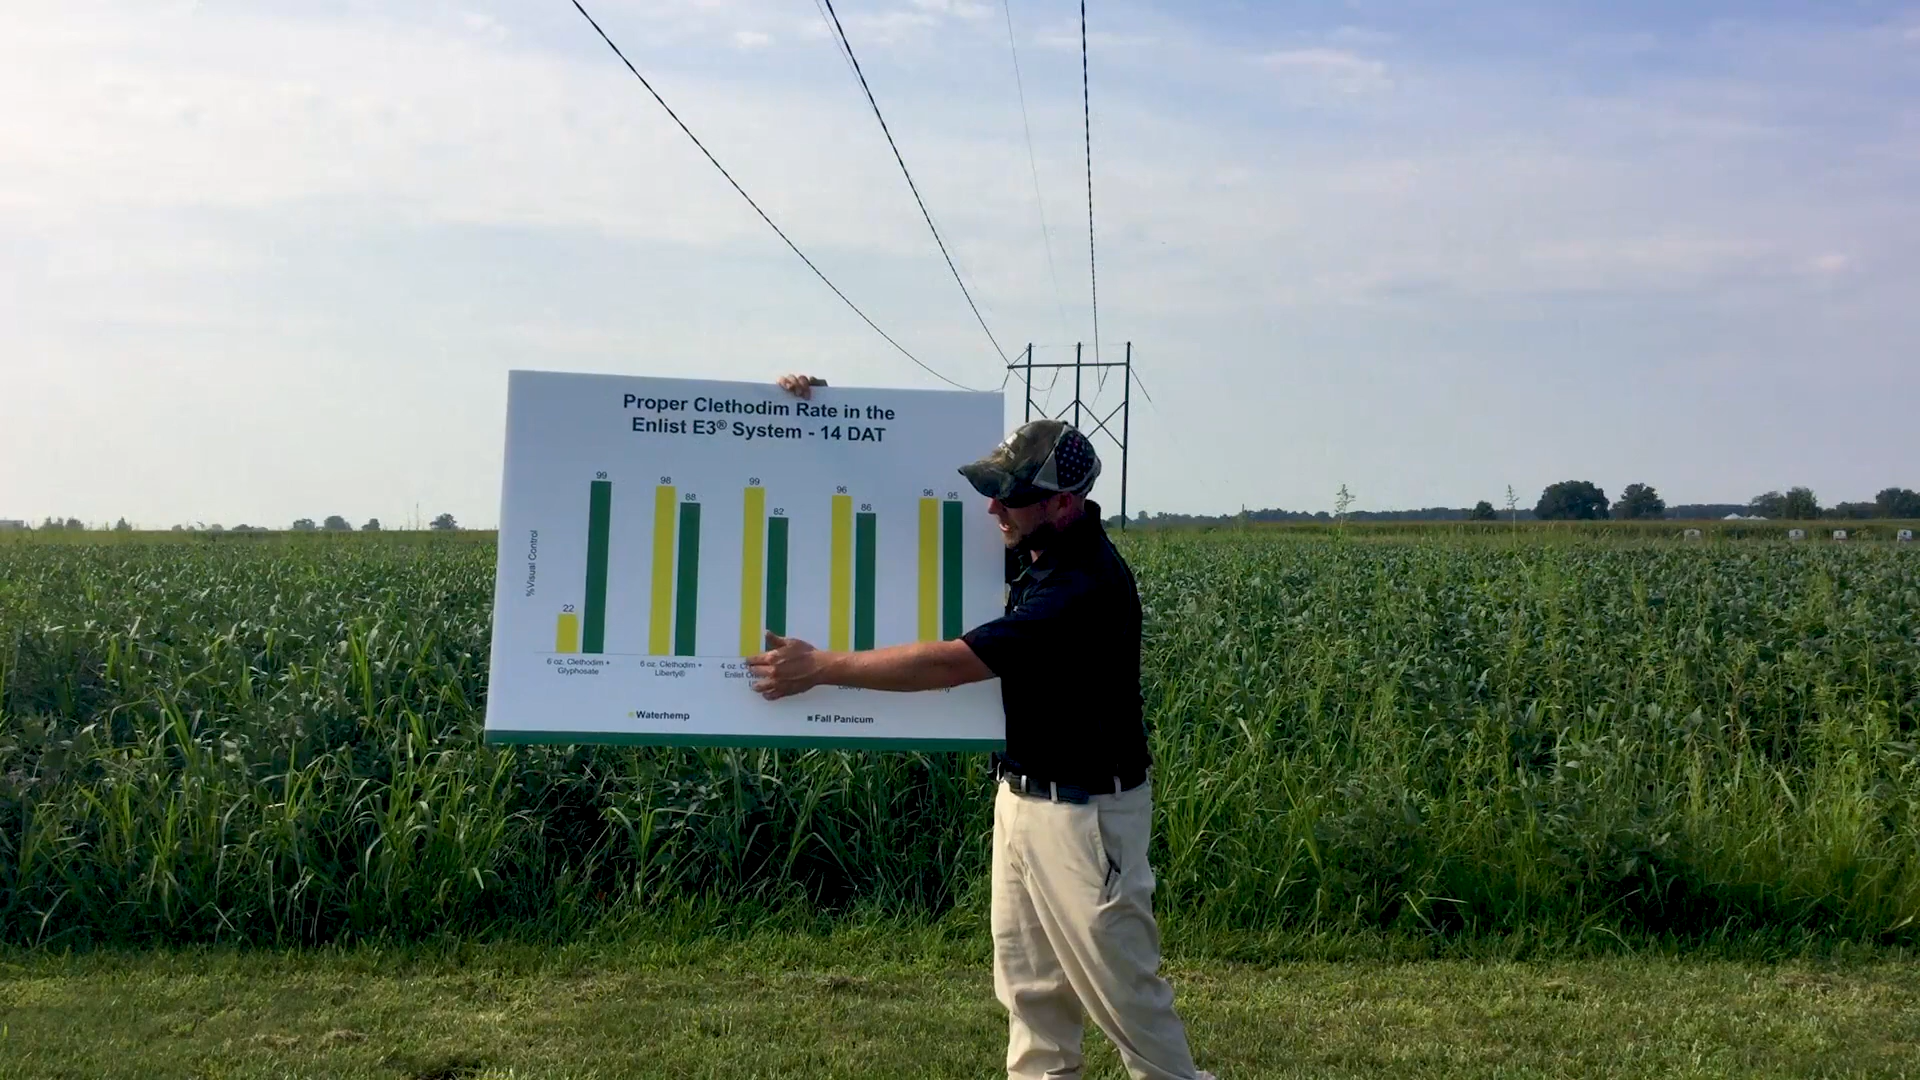 Proper Clethodim Rate in the
Enlist E3® System - 14 DAT
%Visual Control
22
99
98
88
99
82
96
86
96
95
6 oz. Clethodim +
Glyphosate
6 oz. Clethodim +
Liberty®
4 oz.
Enlist
Waterhemp
Fall Panicum